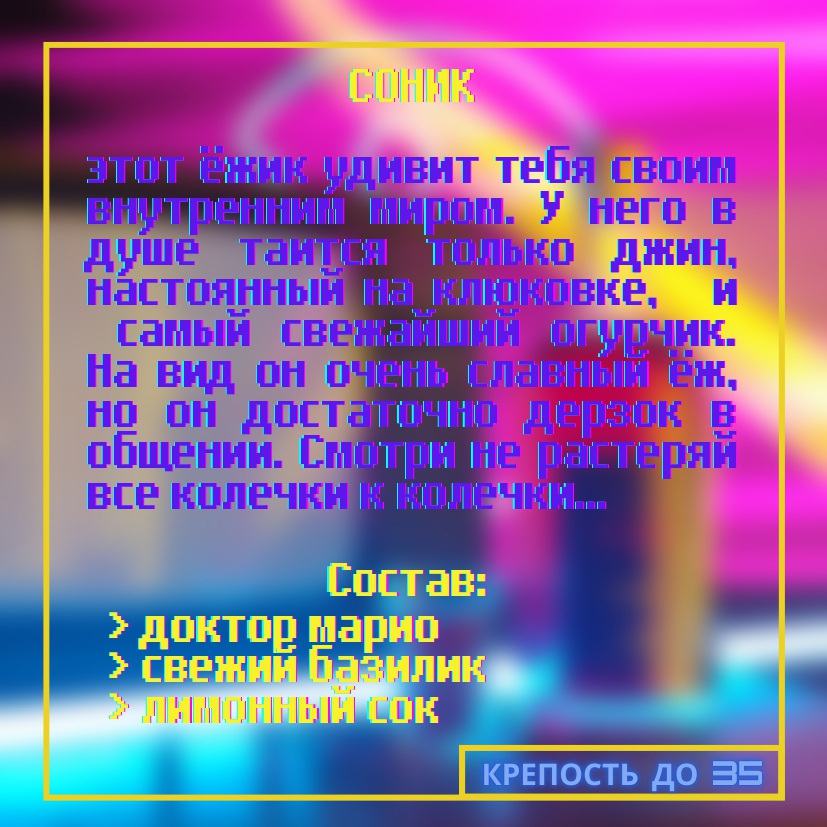 СОНИК
этот ёжик удивит тебя своим
внутренним миром. У него в
душе таится только джин,
настоянный на клюковке, и
самый свежайший огурчик.
На вид он очень славный ёж,
но он достаточно дерзок в
общении. Смотри не растеряй
все колечки к колечки...
Состав:
> доктор марио
> свежий базилик
> лимонный сок
КРЕПОСТЬ ДО 35